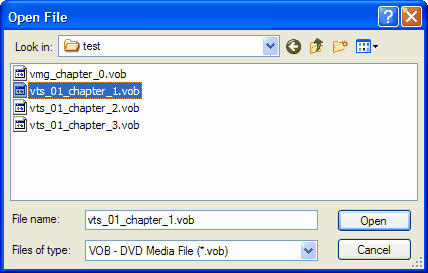 Open File
Look in: test
vmg_chapter_0.vob
vts_01_chapter_1.vob
vts_01_chapter_2.vob
vts_01_chapter_3.vob
File name: vts_01_chapter_1.vob Open
Files of type: VOB - DVD Media File (*.vob) Cancel